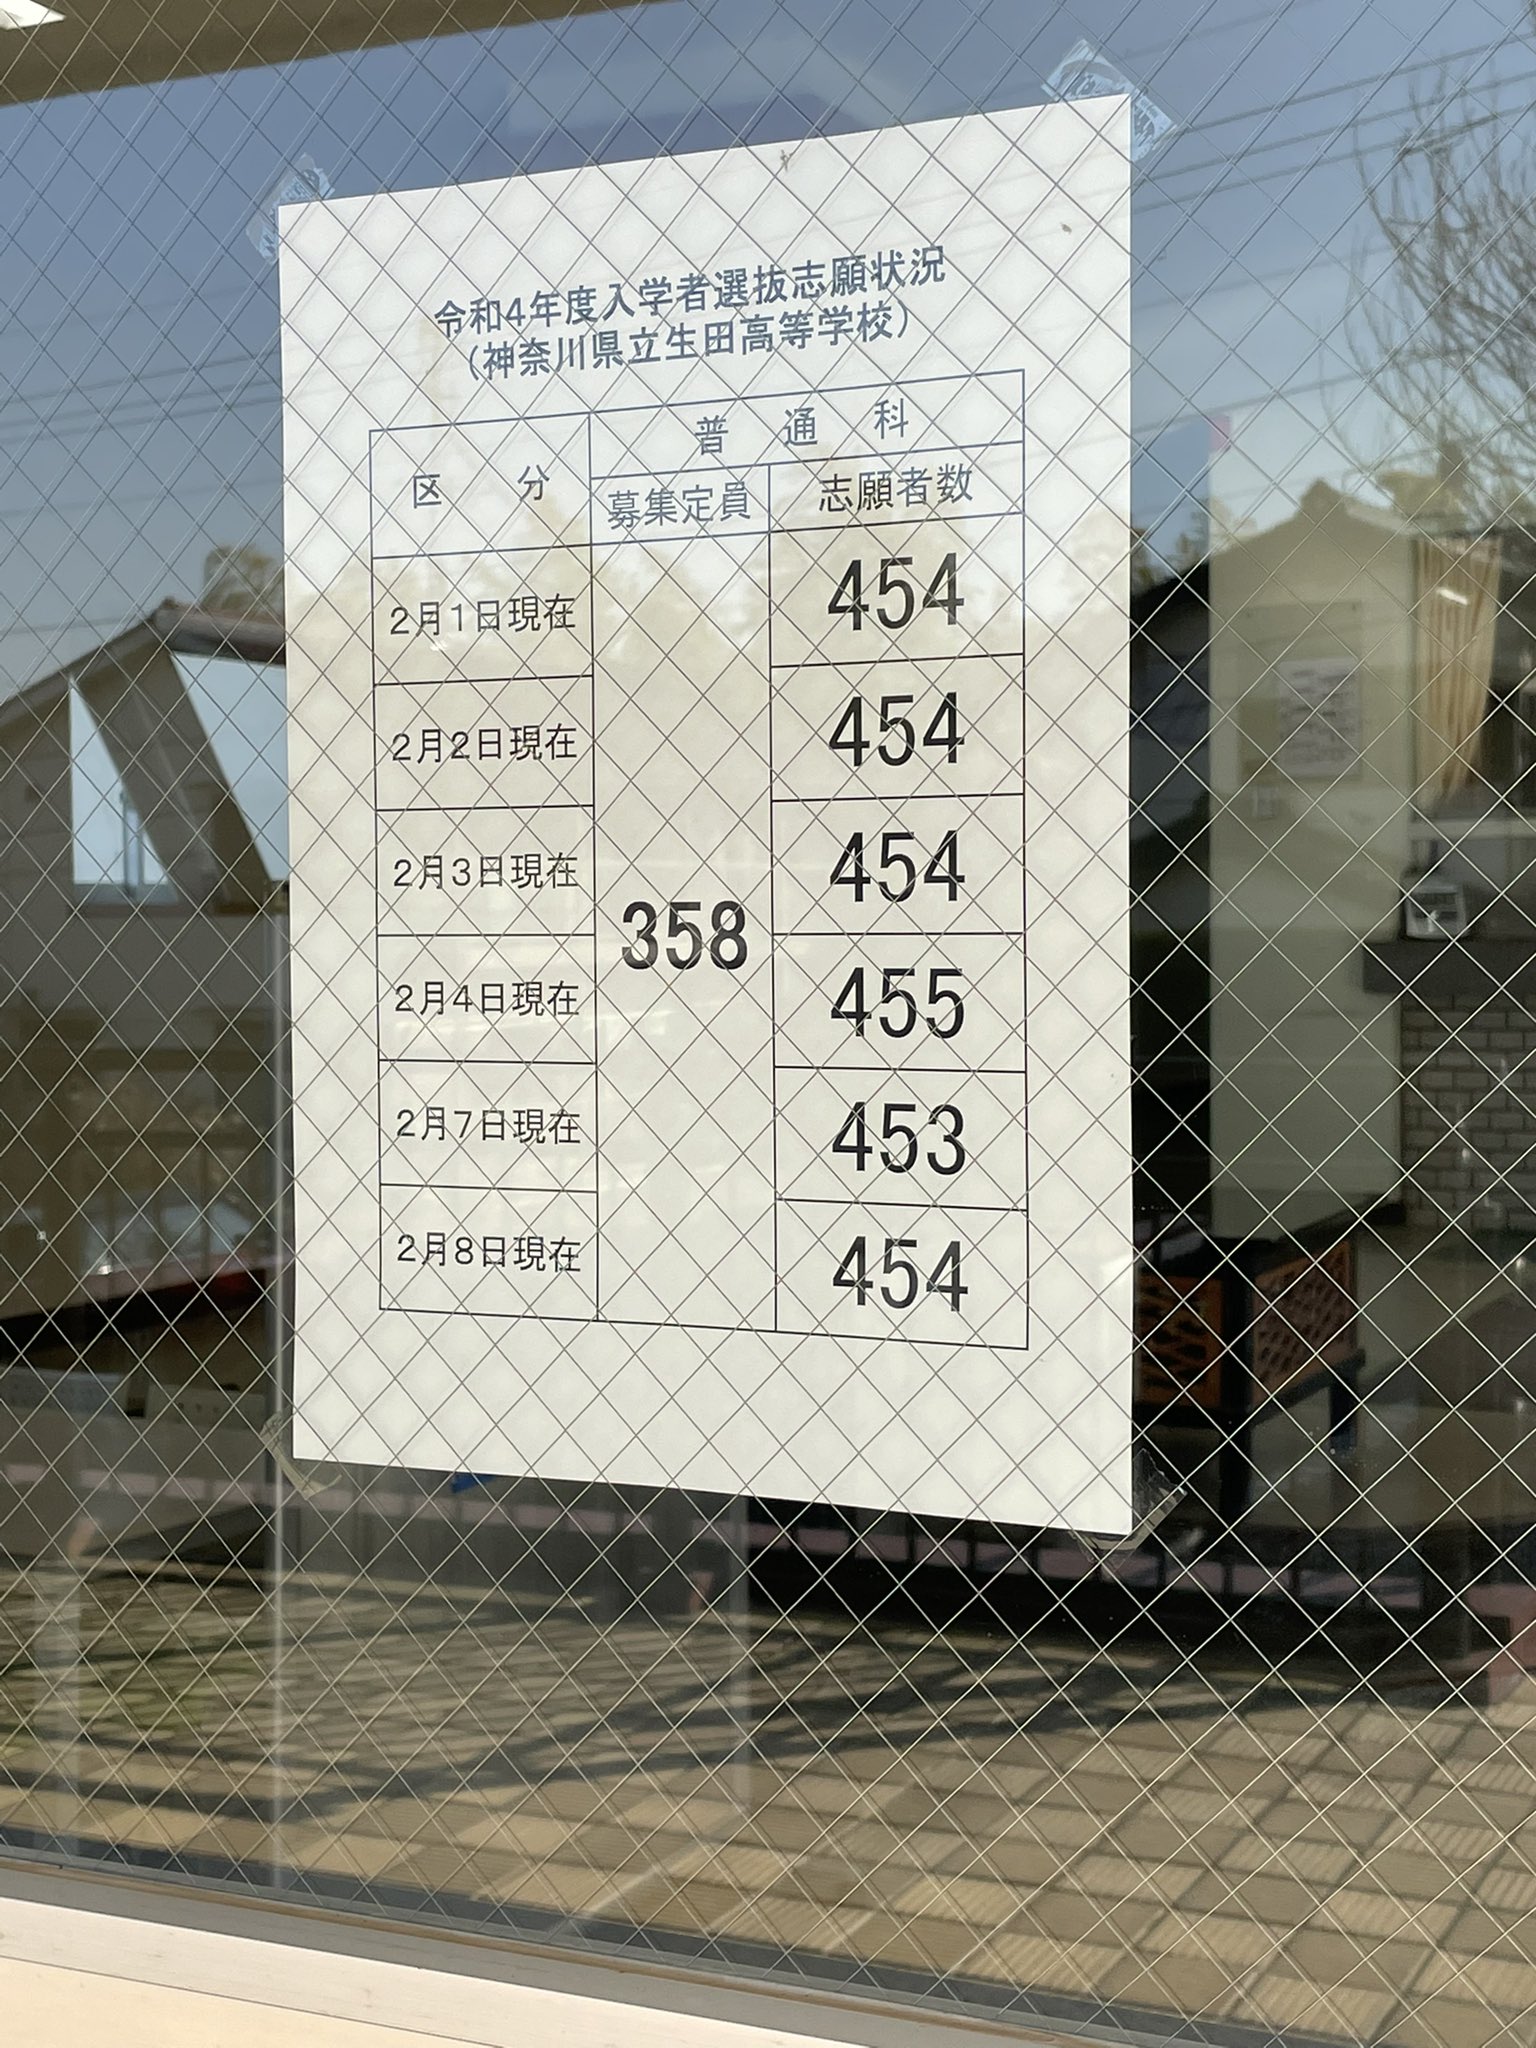 令和4年度入学者選抜志願状況
（神奈川県立生田高等学校）
区 分 普 通 科
募集定員 志願者数
2月1日現在 454
2月2日現在 454
2月3日現在 454
358
2月4日現在 455
2月7日現在 453
2月8日現在 454